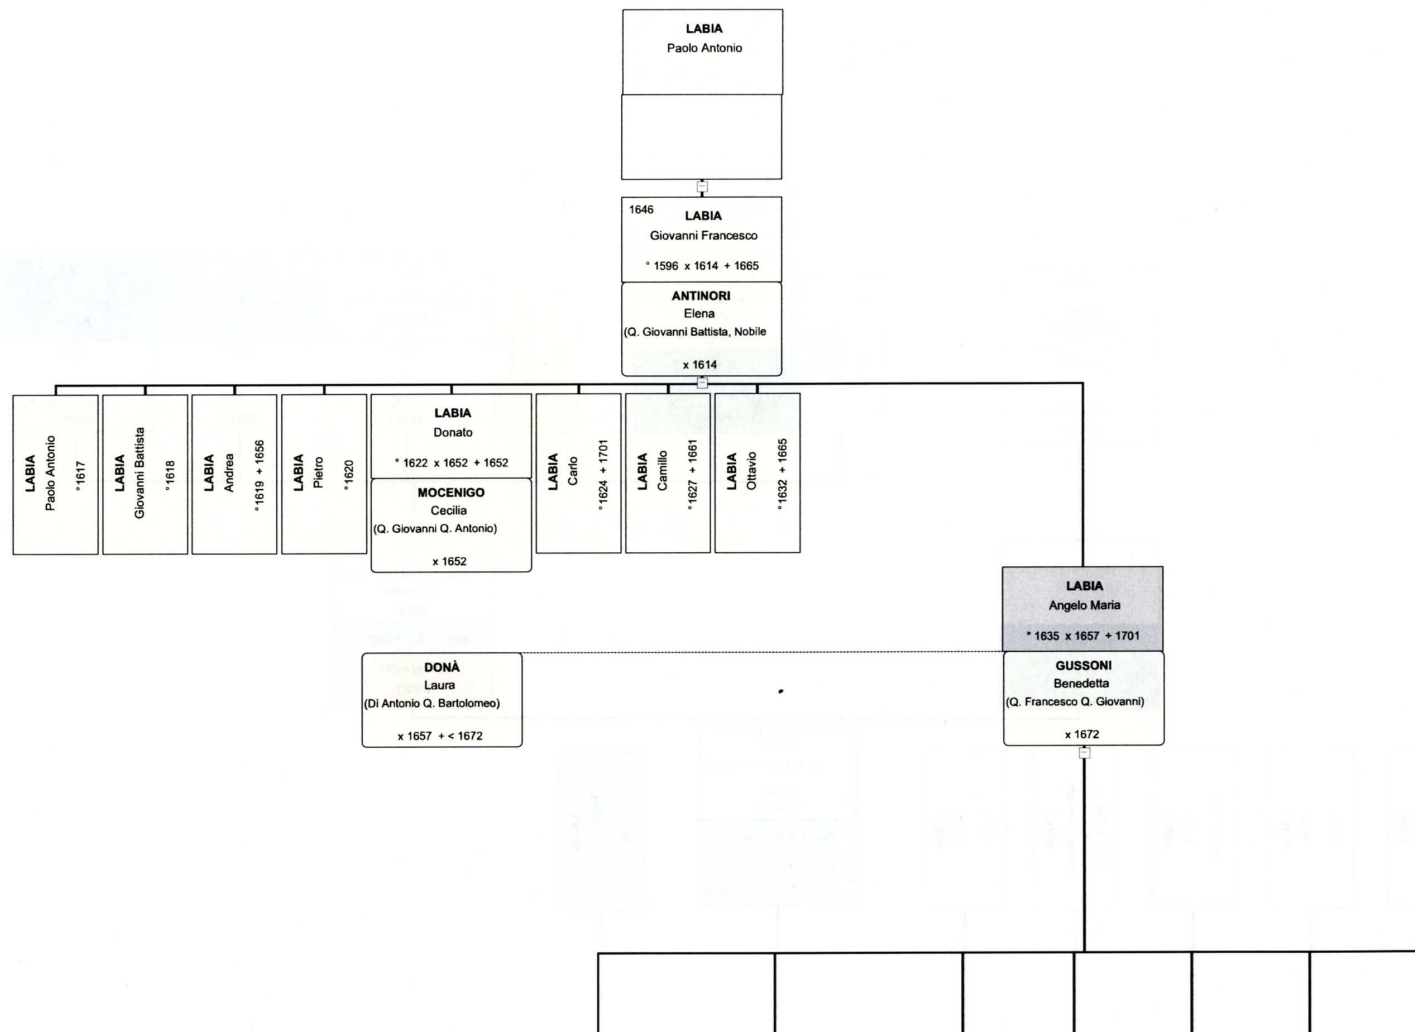 LABIA
Paolo Antonio
1646
LABIA
Giovanni Francesco
° 1596 x 1614 + 1665
ANTINORI
Elena
(Q. Giovanni Battista, Nobile
x 1614
LABIA
Paolo Antonio
°1617
LABIA
Giovanni Battista
°1618
LABIA
Andrea
°1619 + 1656
LABIA
Pietro
°1620
LABIA
Donato
° 1622 x 1652 + 1652
MOCENIGO
Cecilia
(Q. Giovanni Q. Antonio)
x 1652
LABIA
Carlo
°1624 + 1701
LABIA
Camillo
°1627 + 1661
LABIA
Ottavio
°1632 + 1665
LABIA
Angelo Maria
° 1635 x 1657 + 1701
GUSSONI
Benedetta
(Q. Francesco Q. Giovanni)
x 1672
DONÀ
Laura
(Di Antonio Q. Bartolomeo)
x 1657 + < 1672